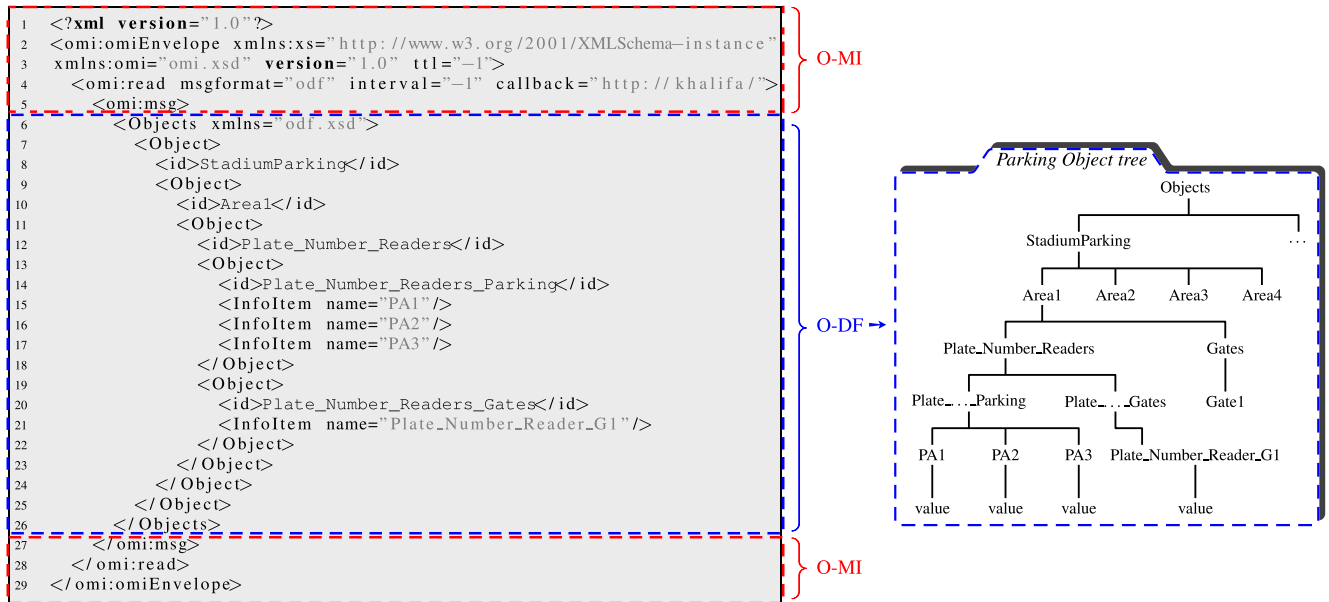 1 <?xml version="1.0"?>
2 <omi:omiEnvelope xmlns:xs="http://www.w3.org/2001/XMLSchema-instance"
3 xmlns:omi="omi.xsd" version="1.0" ttl="-1">
4 <omi:read msgformat="odf" interval="-1" callback="http://khalifa/">
5 <omi:msg>
6 <Objects xmlns="odf.xsd">
7 <Object>
8 <id>StadiumParking</id>
9 <Object>
10 <id>Area1</id>
11 <Object>
12 <id>Plate_Number_Readers</id>
13 <Object>
14 <id>Plate_Number_Readers_Parking</id>
15 <InfoItem name="PA1"/>
16 <InfoItem name="PA2"/>
17 <InfoItem name="PA3"/>
18 </Object>
19 <Object>
20 <id>Plate_Number_Readers_Gates</id>
21 <InfoItem name="Plate_Number_Reader_G1"/>
22 </Object>
23 </Object>
24 </Object>
25 </Object>
26 </Objects>
27 </omi:msg>
28 </omi:read>
29 </omi:omiEnvelope>
O-MI
O-DF
O-MI
Parking Object tree
Objects
StadiumParking ...
Area1 Area2 Area3 Area4
Plate_Number_Readers Gates
Plate_..._Parking Plate_..._Gates Gate1
PA1 PA2 PA3 Plate_Number_Reader_G1
value value value value